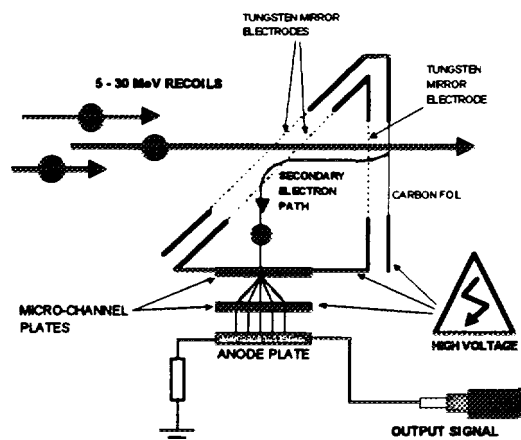 TUNGSTEN MIRROR
ELECTRODES
5 - 30 MeV RECOILS
TUNGSTEN
MIRROR
ELECTRODE
SECONDARY
ELECTRON
PATH
CARBON FOIL
MICRO-CHANNEL
PLATES
ANODE PLATE
HIGH VOLTAGE
OUTPUT SIGNAL